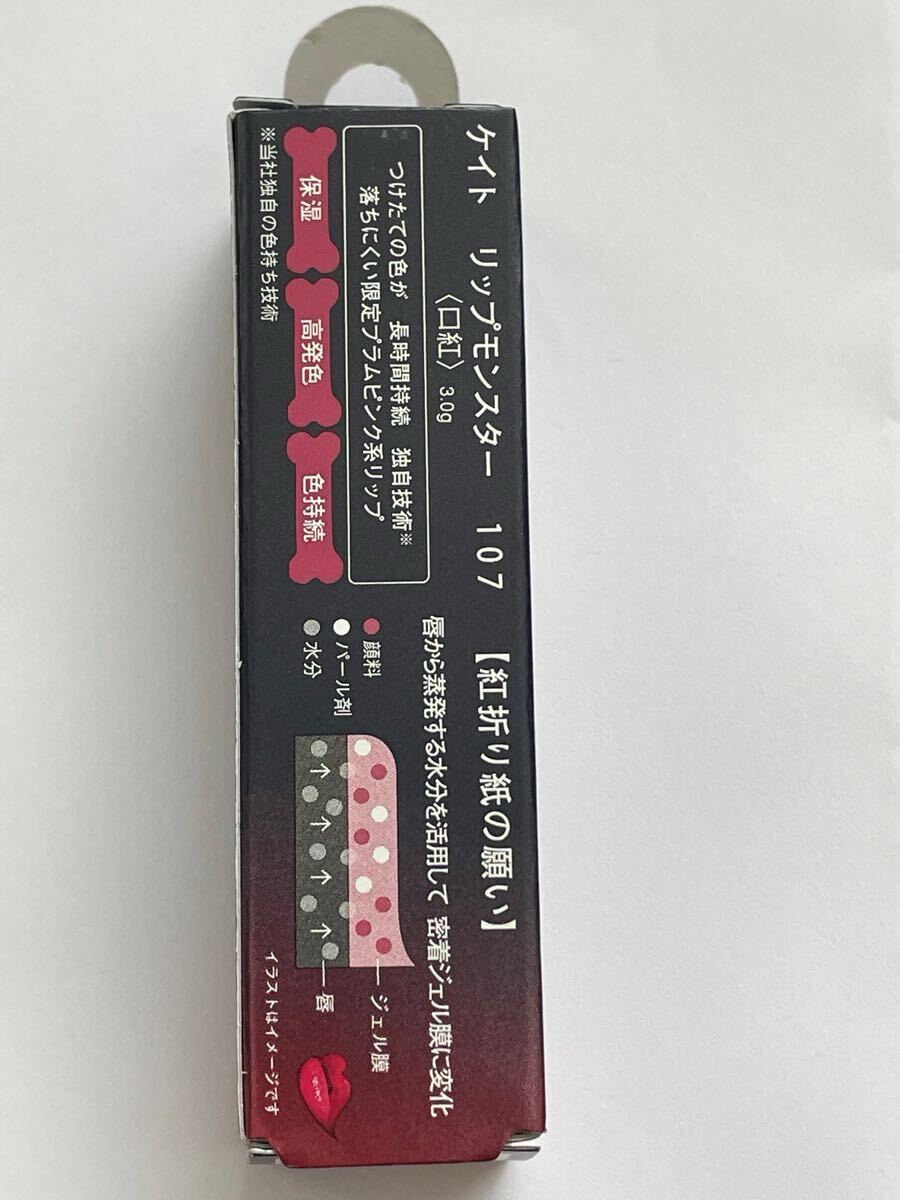 ケイト リップモンスター 107 【紅折り紙の願い】
〈口紅〉 3.0g
つけたての色が 長時間持続 独自技術※
落ちにくい限定プラムピンク系リップ
保湿
高発色
色持続
※当社独自の色持ち技術
唇から蒸発する水分を活用して 密着ジェル膜に変化
顔料
パール剤
水分
ジェル膜
唇
イラストはイメージです